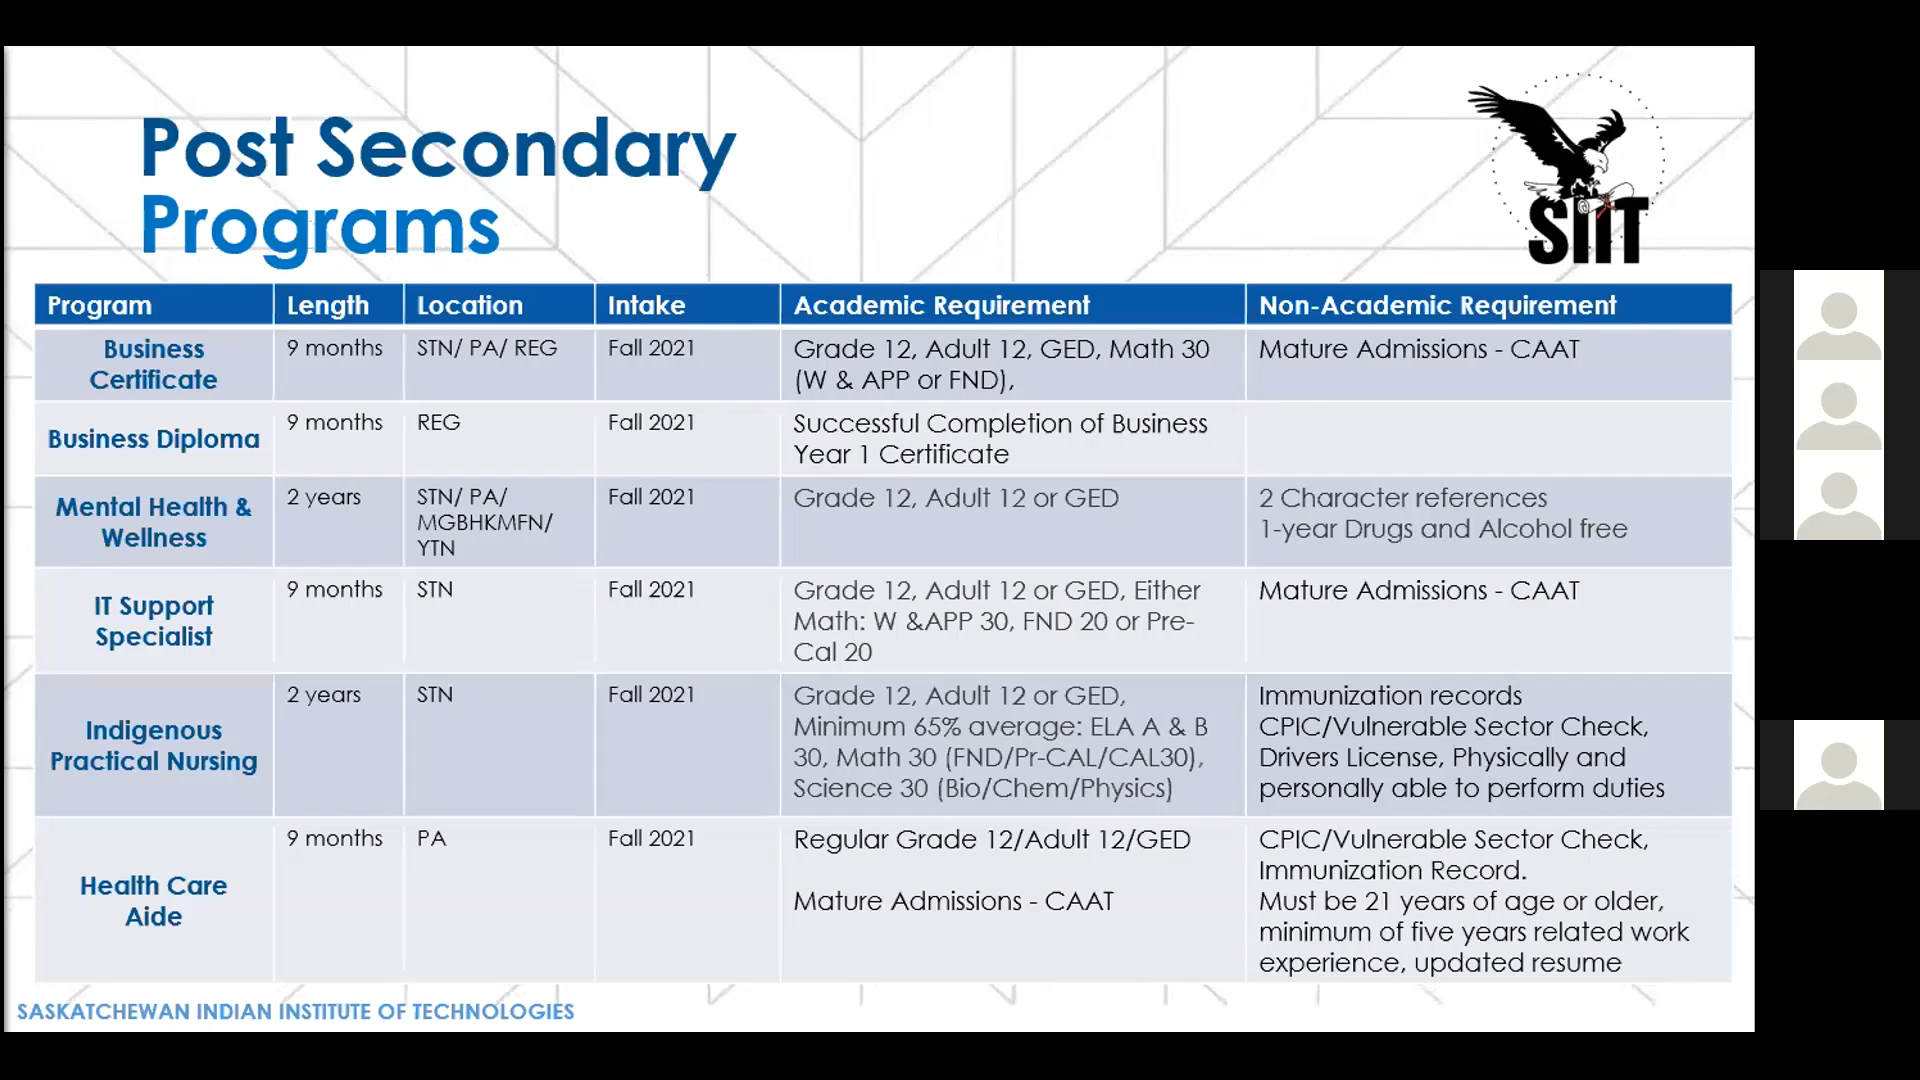 Post Secondary
Programs
SIIT
Program Length Location Intake Academic Requirement Non-Academic Requirement
Business
Certificate
9 months
STN/ PA/ REG
Fall 2021
Grade 12, Adult 12, GED, Math 30
(W & APP or FND),
Mature Admissions - CAAT
Business Diploma
9 months
REG
Fall 2021
Successful Completion of Business
Year 1 Certificate
Mental Health &
Wellness
2 years
STN/ PA/
MGBHKMFN/
YTN
Fall 2021
Grade 12, Adult 12 or GED
2 Character references
1-year Drugs and Alcohol free
IT Support
Specialist
9 months
STN
Fall 2021
Grade 12, Adult 12 or GED, Either
Math: W &APP 30, FND 20 or Pre-
Cal 20
Mature Admissions - CAAT
Indigenous
Practical Nursing
2 years
STN
Fall 2021
Grade 12, Adult 12 or GED,
Minimum 65% average: ELA A & B
30, Math 30 (FND/Pr-CAL/CAL30),
Science 30 (Bio/Chem/Physics)
Immunization records
CPIC/Vulnerable Sector Check,
Drivers License, Physically and
personally able to perform duties
Health Care
Aide
9 months
PA
Fall 2021
Regular Grade 12/Adult 12/GED
Mature Admissions - CAAT
CPIC/Vulnerable Sector Check,
Immunization Record.
Must be 21 years of age or older,
minimum of five years related work
experience, updated resume
SASKATCHEWAN INDIAN INSTITUTE OF TECHNOLOGIES